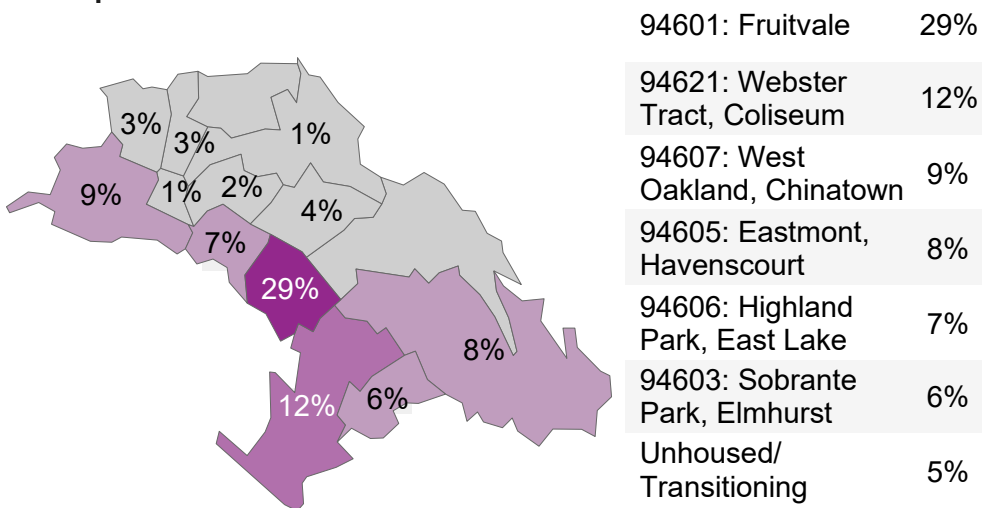 3%
3%
1%
9%
1%
2%
4%
7%
29%
8%
12%
6%
94601: Fruitvale 29%
94621: Webster
Tract, Coliseum 12%
94607: West
Oakland, Chinatown 9%
94605: Eastmont,
Havenscourt 8%
94606: Highland
Park, East Lake 7%
94603: Sobrante
Park, Elmhurst 6%
Unhoused/
Transitioning 5%